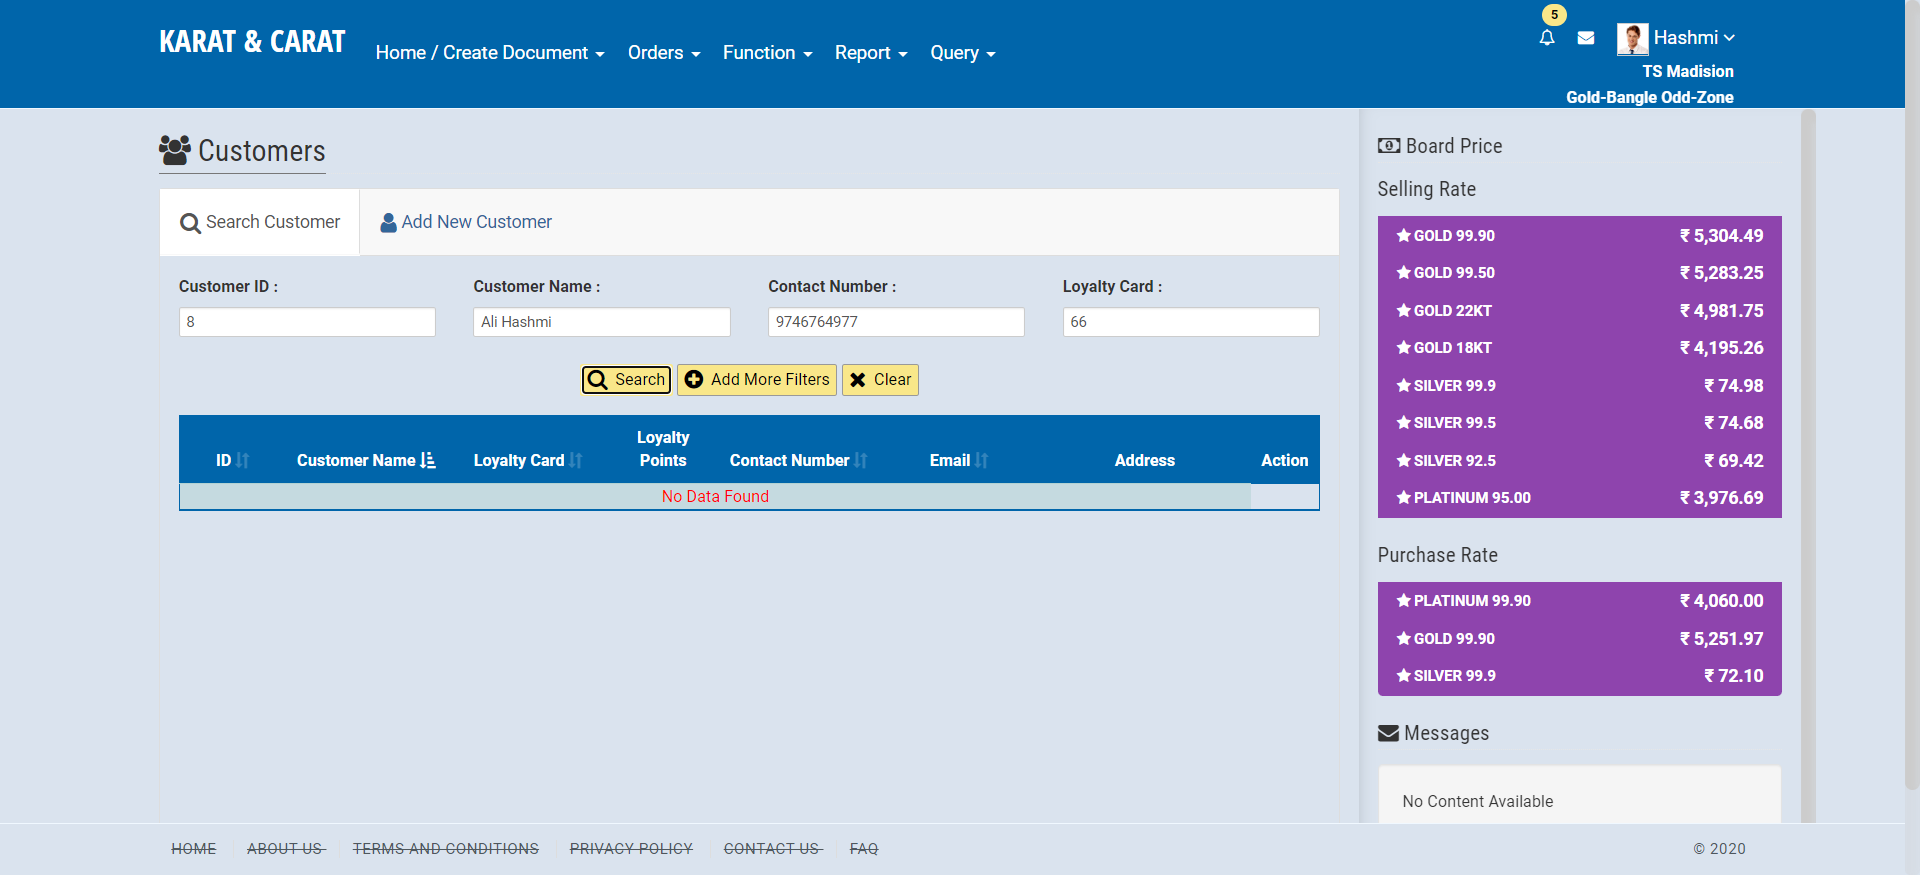 KARAT & CARAT
Home / Create Document
Orders
Function
Report
Query
5
Hashmi
TS Madision
Gold-Bangle Odd-Zone
Customers
Search Customer
Add New Customer
Customer ID :
Customer Name :
Contact Number :
Loyalty Card :
8
Ali Hashmi
9746764977
66
Search
Add More Filters
Clear
ID
Customer Name
Loyalty Card
Loyalty
Points
Contact Number
Email
Address
Action
No Data Found
Board Price
Selling Rate
GOLD 99.90 ₹ 5,304.49
GOLD 99.50 ₹ 5,283.25
GOLD 22KT ₹ 4,981.75
GOLD 18KT ₹ 4,195.26
SILVER 99.9 ₹ 74.98
SILVER 99.5 ₹ 74.68
SILVER 92.5 ₹ 69.42
PLATINUM 95.00 ₹ 3,976.69
Purchase Rate
PLATINUM 99.90 ₹ 4,060.00
GOLD 99.90 ₹ 5,251.97
SILVER 99.9 ₹ 72.10
Messages
No Content Available
HOME
ABOUT US
TERMS AND CONDITIONS
PRIVACY POLICY
CONTACT US
FAQ
© 2020